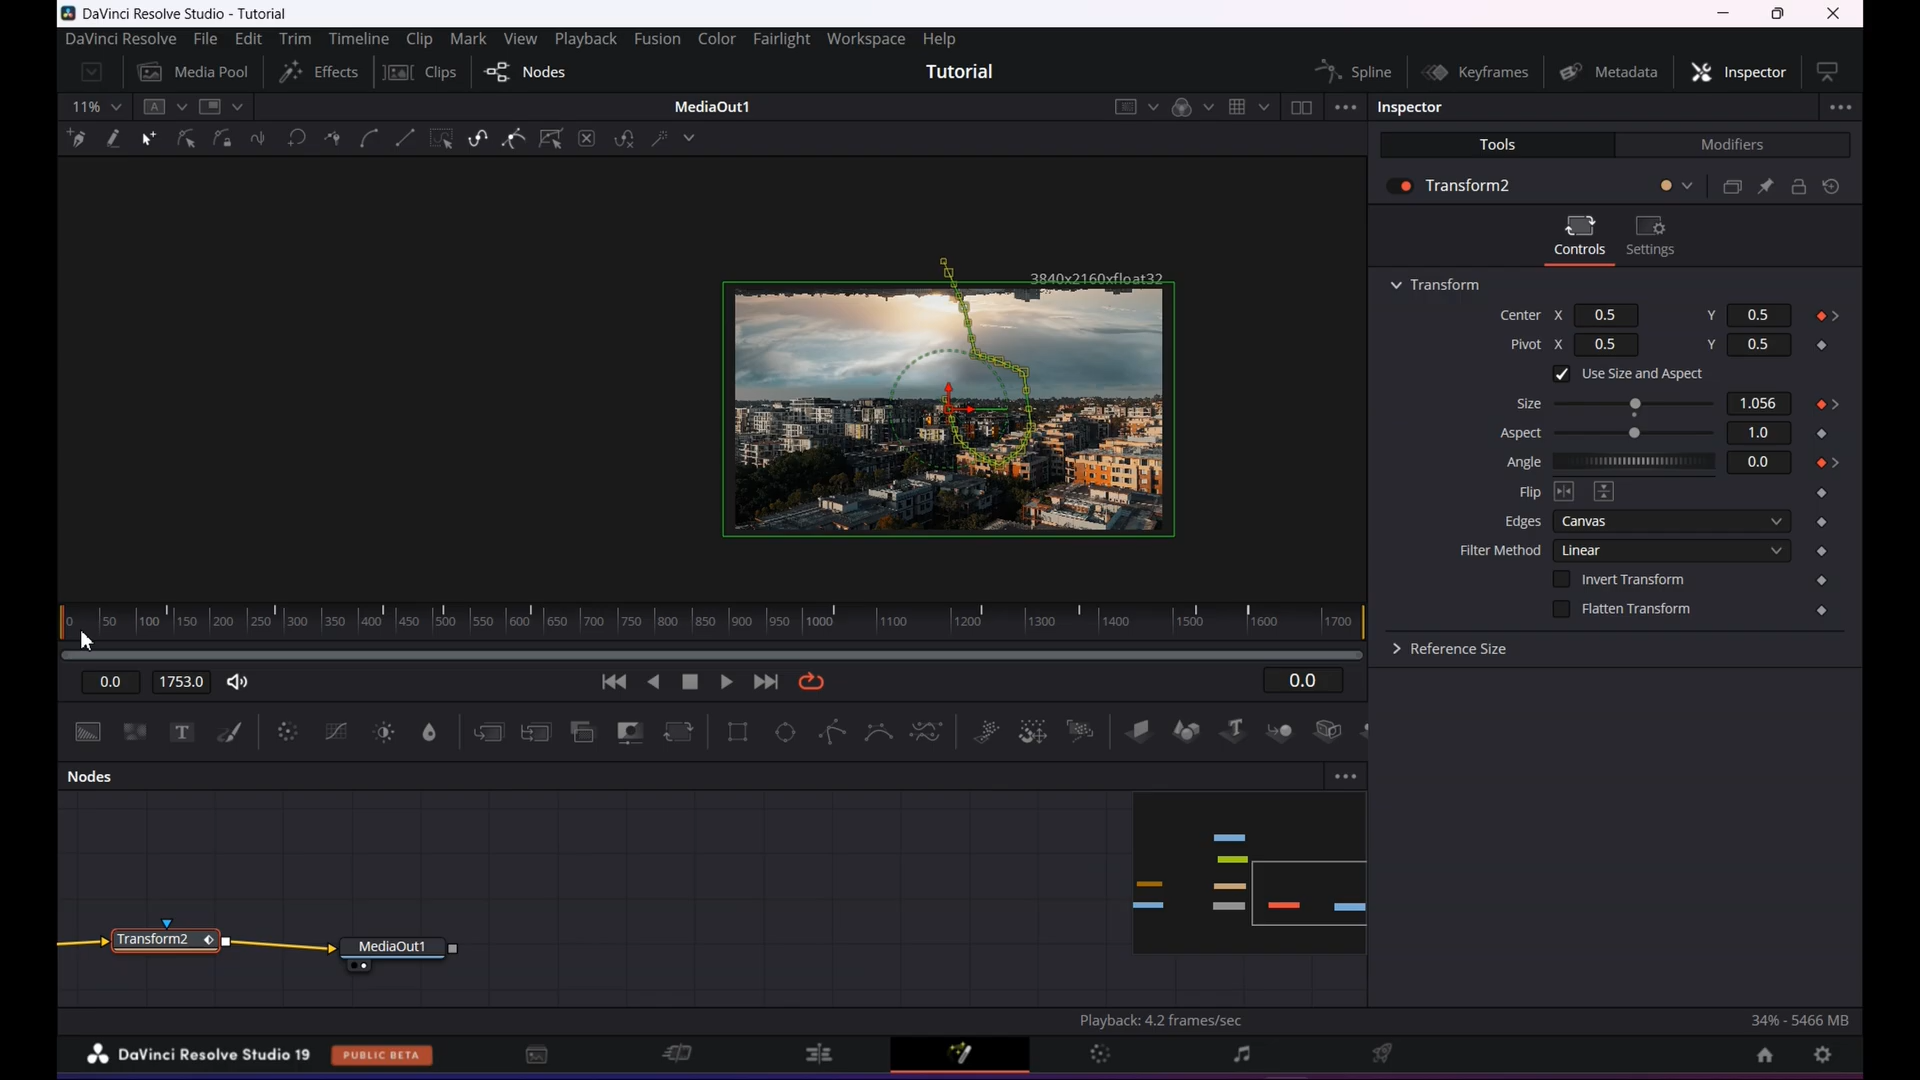 DaVinci Resolve Studio - Tutorial
DaVinci Resolve File Edit Trim Timeline Clip Mark View Playback Fusion Color Fairlight Workspace Help
Media Pool Effects Clips Nodes Tutorial Spline Keyframes Metadata Inspector
11% A MediaOut1 Inspector
Tools Modifiers
Transform2
Controls Settings
3840x2160xfloat32
Transform
Center X 0.5 Y 0.5
Pivot X 0.5 Y 0.5
Use Size and Aspect
Size 1.056
Aspect 1.0
Angle 0.0
Flip
Edges Canvas
Filter Method Linear
Invert Transform
Flatten Transform
Reference Size
0 50 100 150 200 250 300 350 400 450 500 550 600 650 700 750 800 850 900 950 1000 1100 1200 1300 1400 1500 1600 1700
0.0 1753.0 0.0
Nodes
Transform2 MediaOut1
Playback: 4.2 frames/sec 34% - 5466 MB
DaVinci Resolve Studio 19 PUBLIC BETA